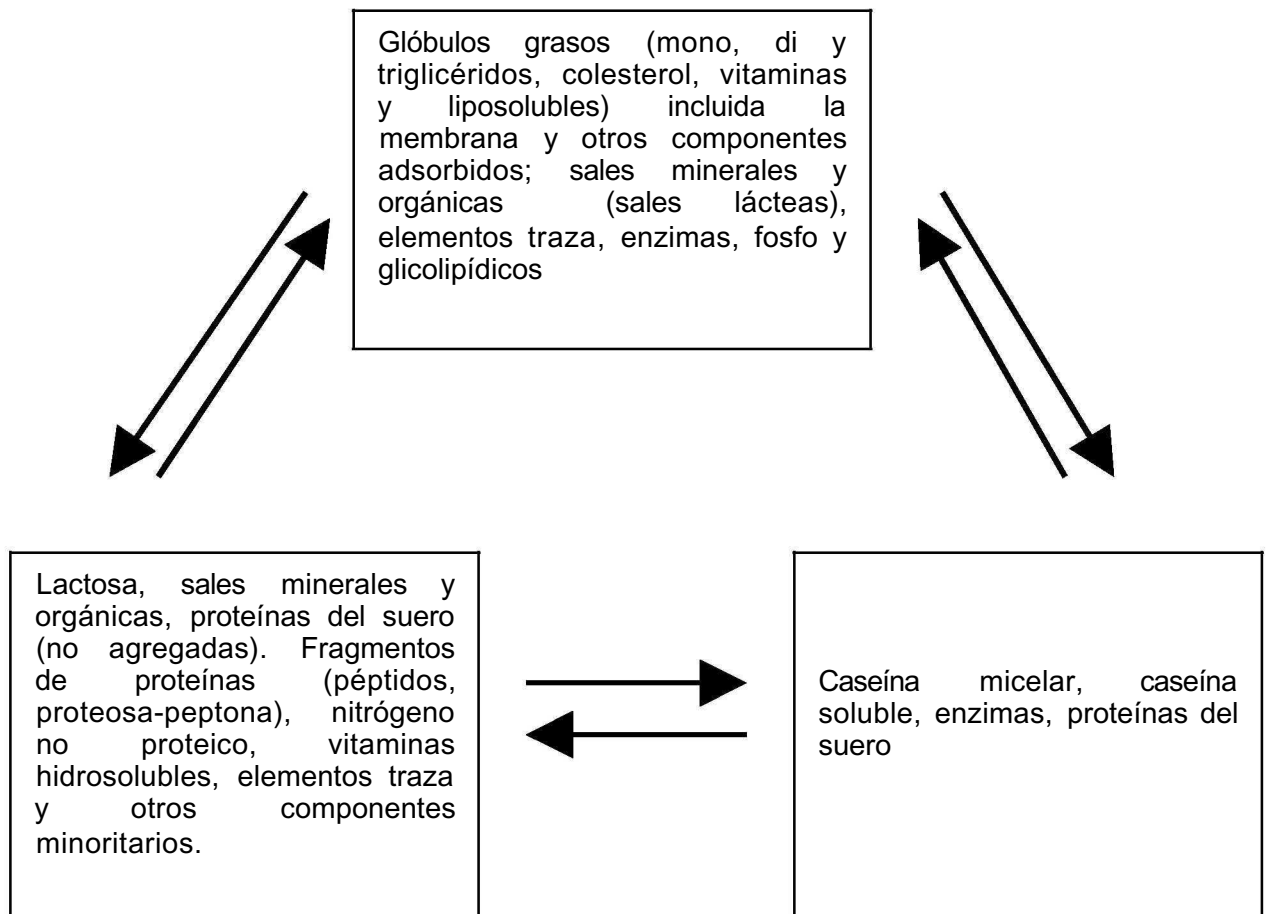 Glóbulos grasos (mono, di y
triglicéridos, colesterol, vitaminas
y liposolubles) incluida la
membrana y otros componentes
adsorbidos; sales minerales y
orgánicas (sales lácteas),
elementos traza, enzimas, fosfo y
glicolipídicos
Lactosa, sales minerales y
orgánicas, proteínas del suero
(no agregadas). Fragmentos
de proteínas (péptidos,
proteosa-peptona), nitrógeno
no proteico, vitaminas
hidrosolubles, elementos traza
y otros componentes
minoritarios.
Caseína micelar, caseína
soluble, enzimas, proteínas del
suero